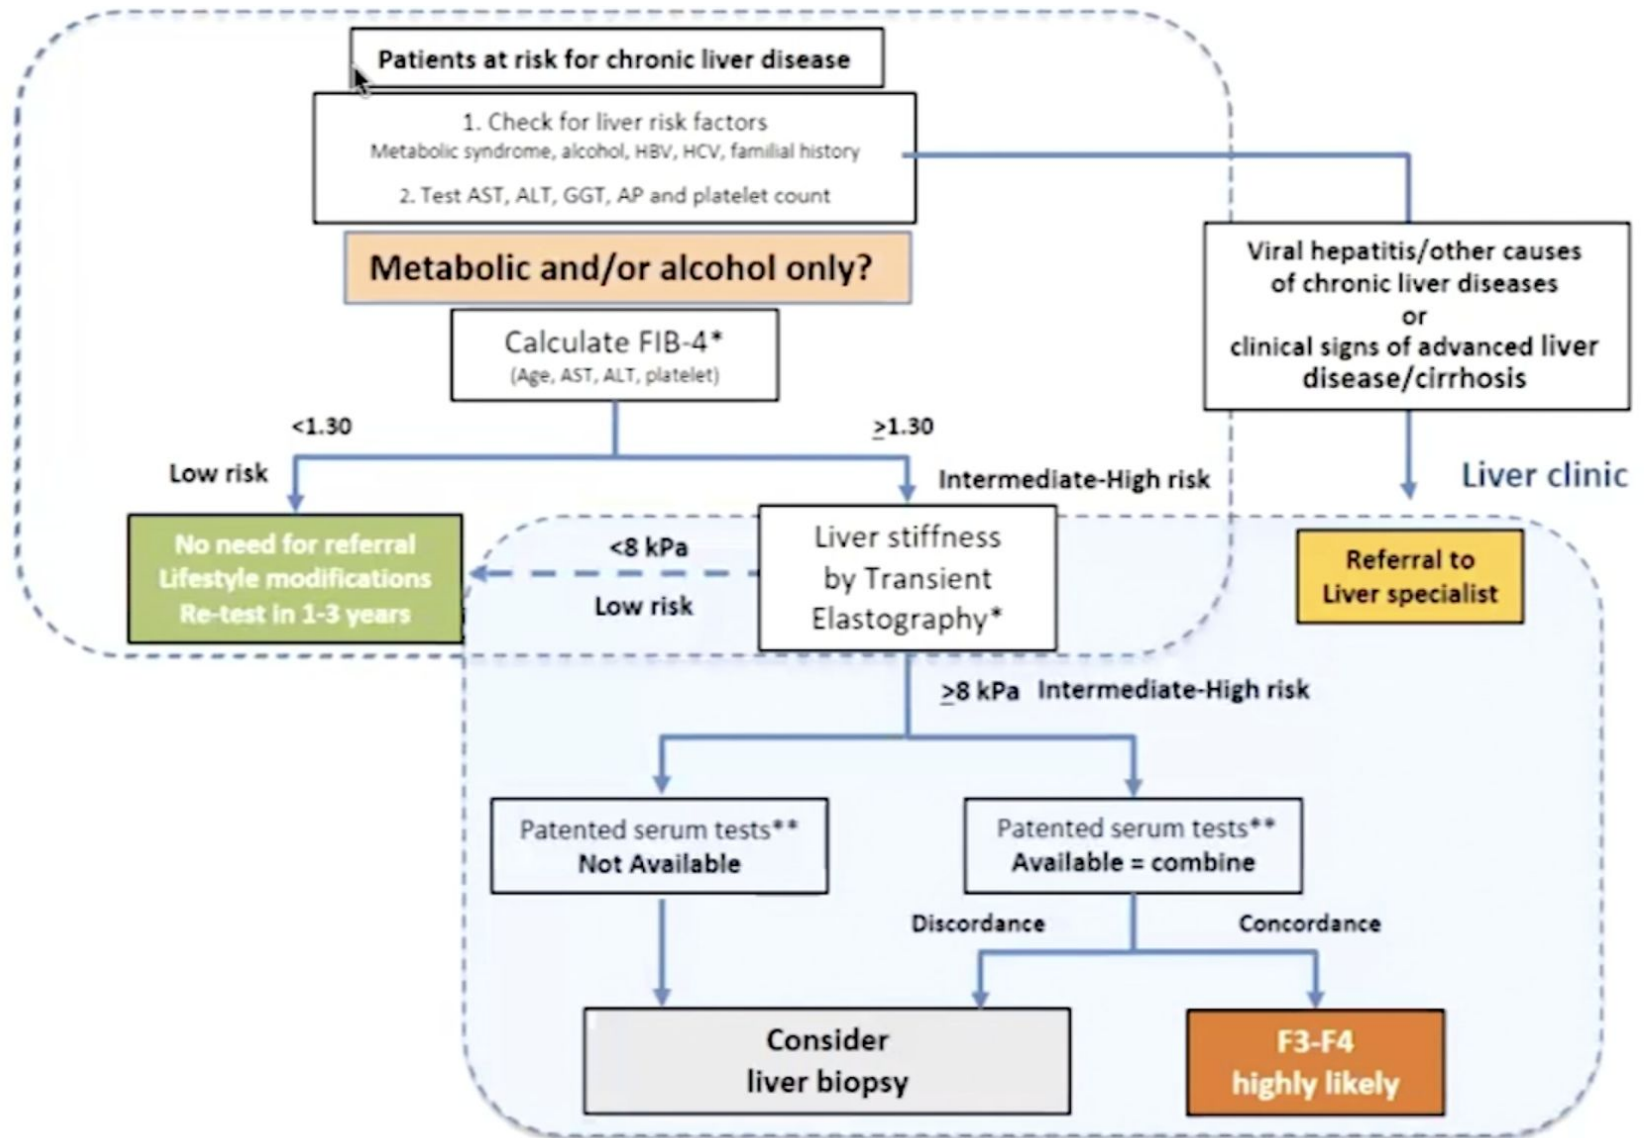 Patients at risk for chronic liver disease
1. Check for liver risk factors
Metabolic syndrome, alcohol, HBV, HCV, familial history
2. Test AST, ALT, GGT, AP and platelet count
Metabolic and/or alcohol only?
Calculate FIB-4*
(Age, AST, ALT, platelet)
Viral hepatitis/other causes
of chronic liver diseases
or
clinical signs of advanced liver
disease/cirrhosis
<1.30
≥1.30
Low risk
Intermediate-High risk
Liver clinic
No need for referral
Lifestyle modifications
Re-test in 1-3 years
<8 kPa
Low risk
Liver stiffness
by Transient
Elastography*
Referral to
Liver specialist
≥8 kPa Intermediate-High risk
Patented serum tests**
Not Available
Patented serum tests**
Available = combine
Discordance
Concordance
Consider
liver biopsy
F3-F4
highly likely